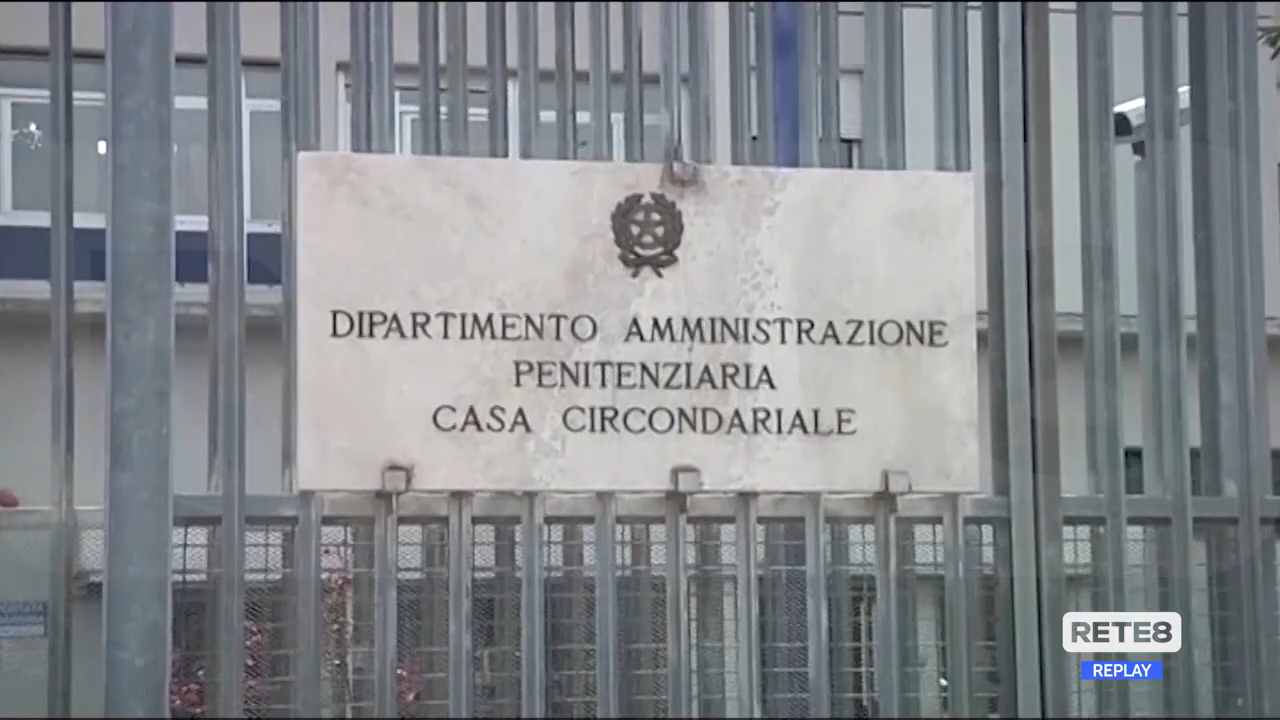 DIPARTIMENTO AMMINISTRAZIONE
PENITENZIARIA
CASA CIRCONDARIALE
RETE8
REPLAY